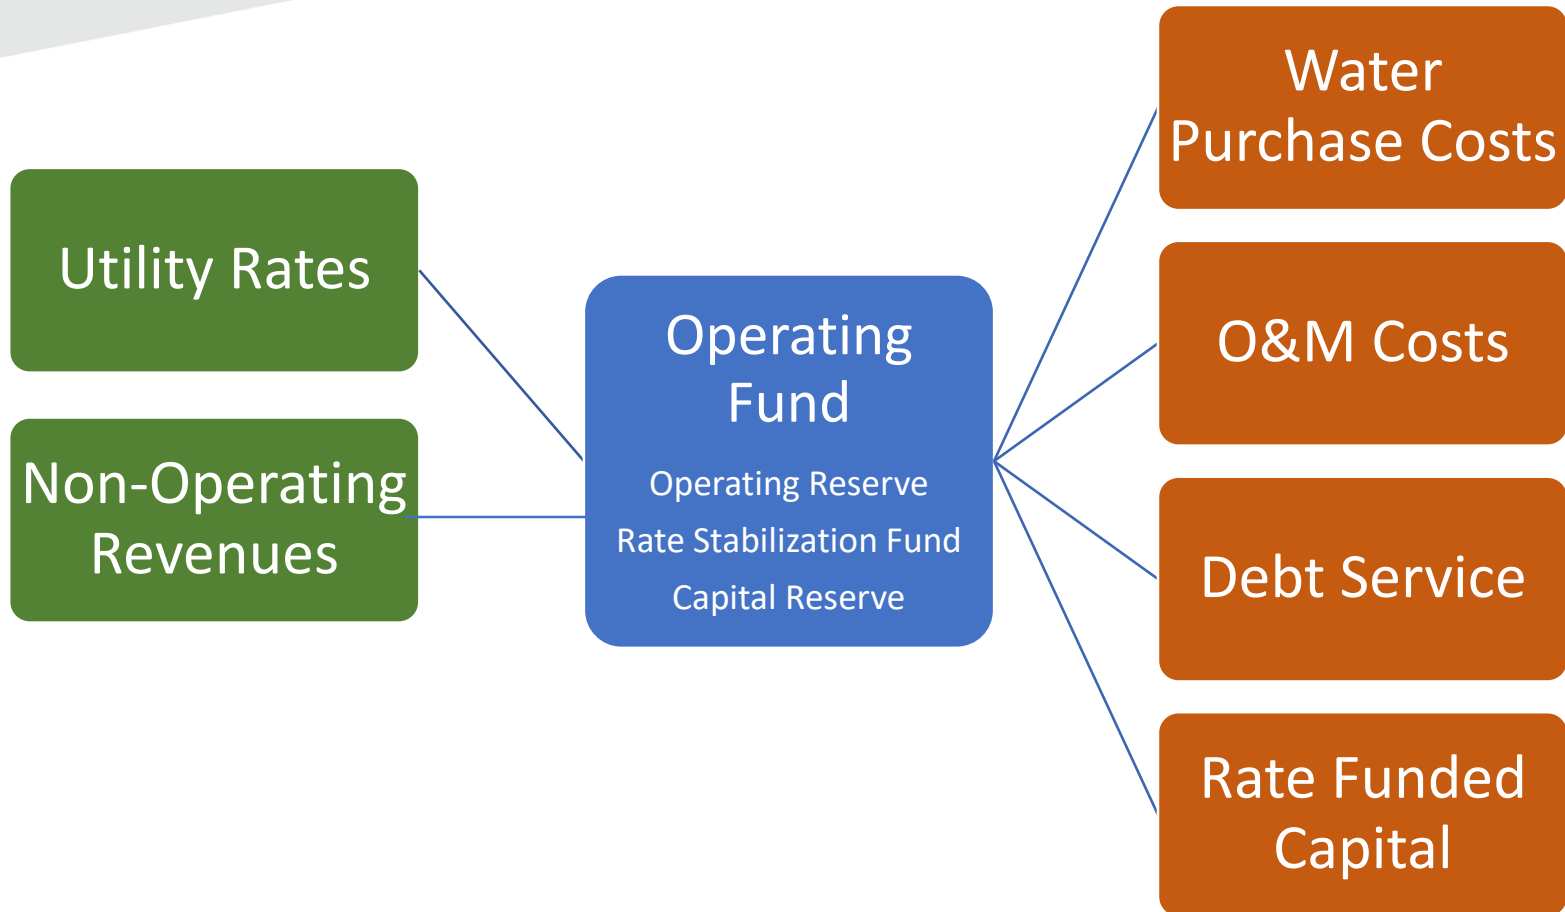 Utility Rates
Non-Operating
Revenues
Operating
Fund
Operating Reserve
Rate Stabilization Fund
Capital Reserve
Water
Purchase Costs
O&M Costs
Debt Service
Rate Funded
Capital